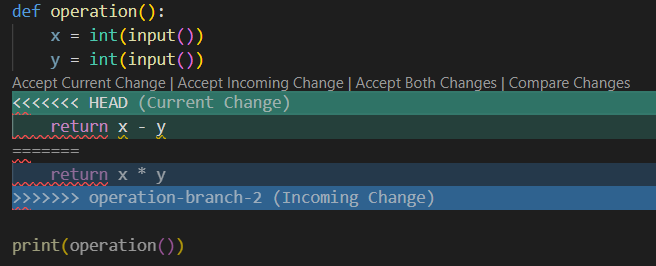 def operation():
    x = int(input())
    y = int(input())
Accept Current Change | Accept Incoming Change | Accept Both Changes | Compare Changes
<<<<<<< HEAD (Current Change)
    return x - y
=======
    return x * y
>>>>>>> operation-branch-2 (Incoming Change)
print(operation())